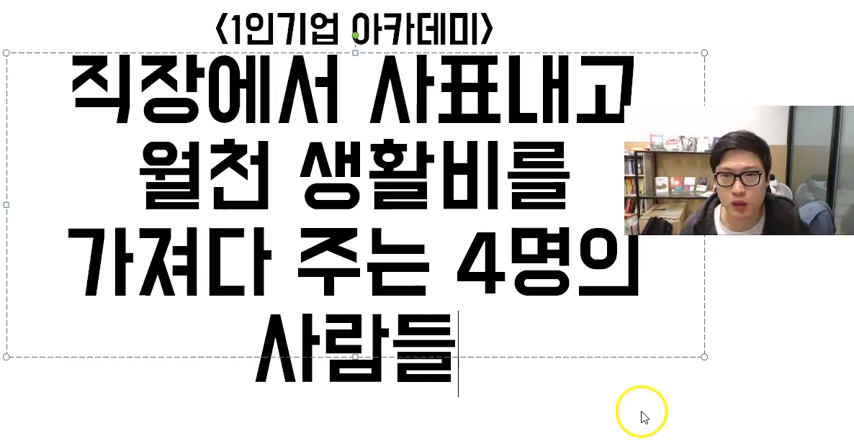 <1인기업 아카데미>
직장에서 사표내고
월천 생활비를
가져다 주는 4명의
사람들